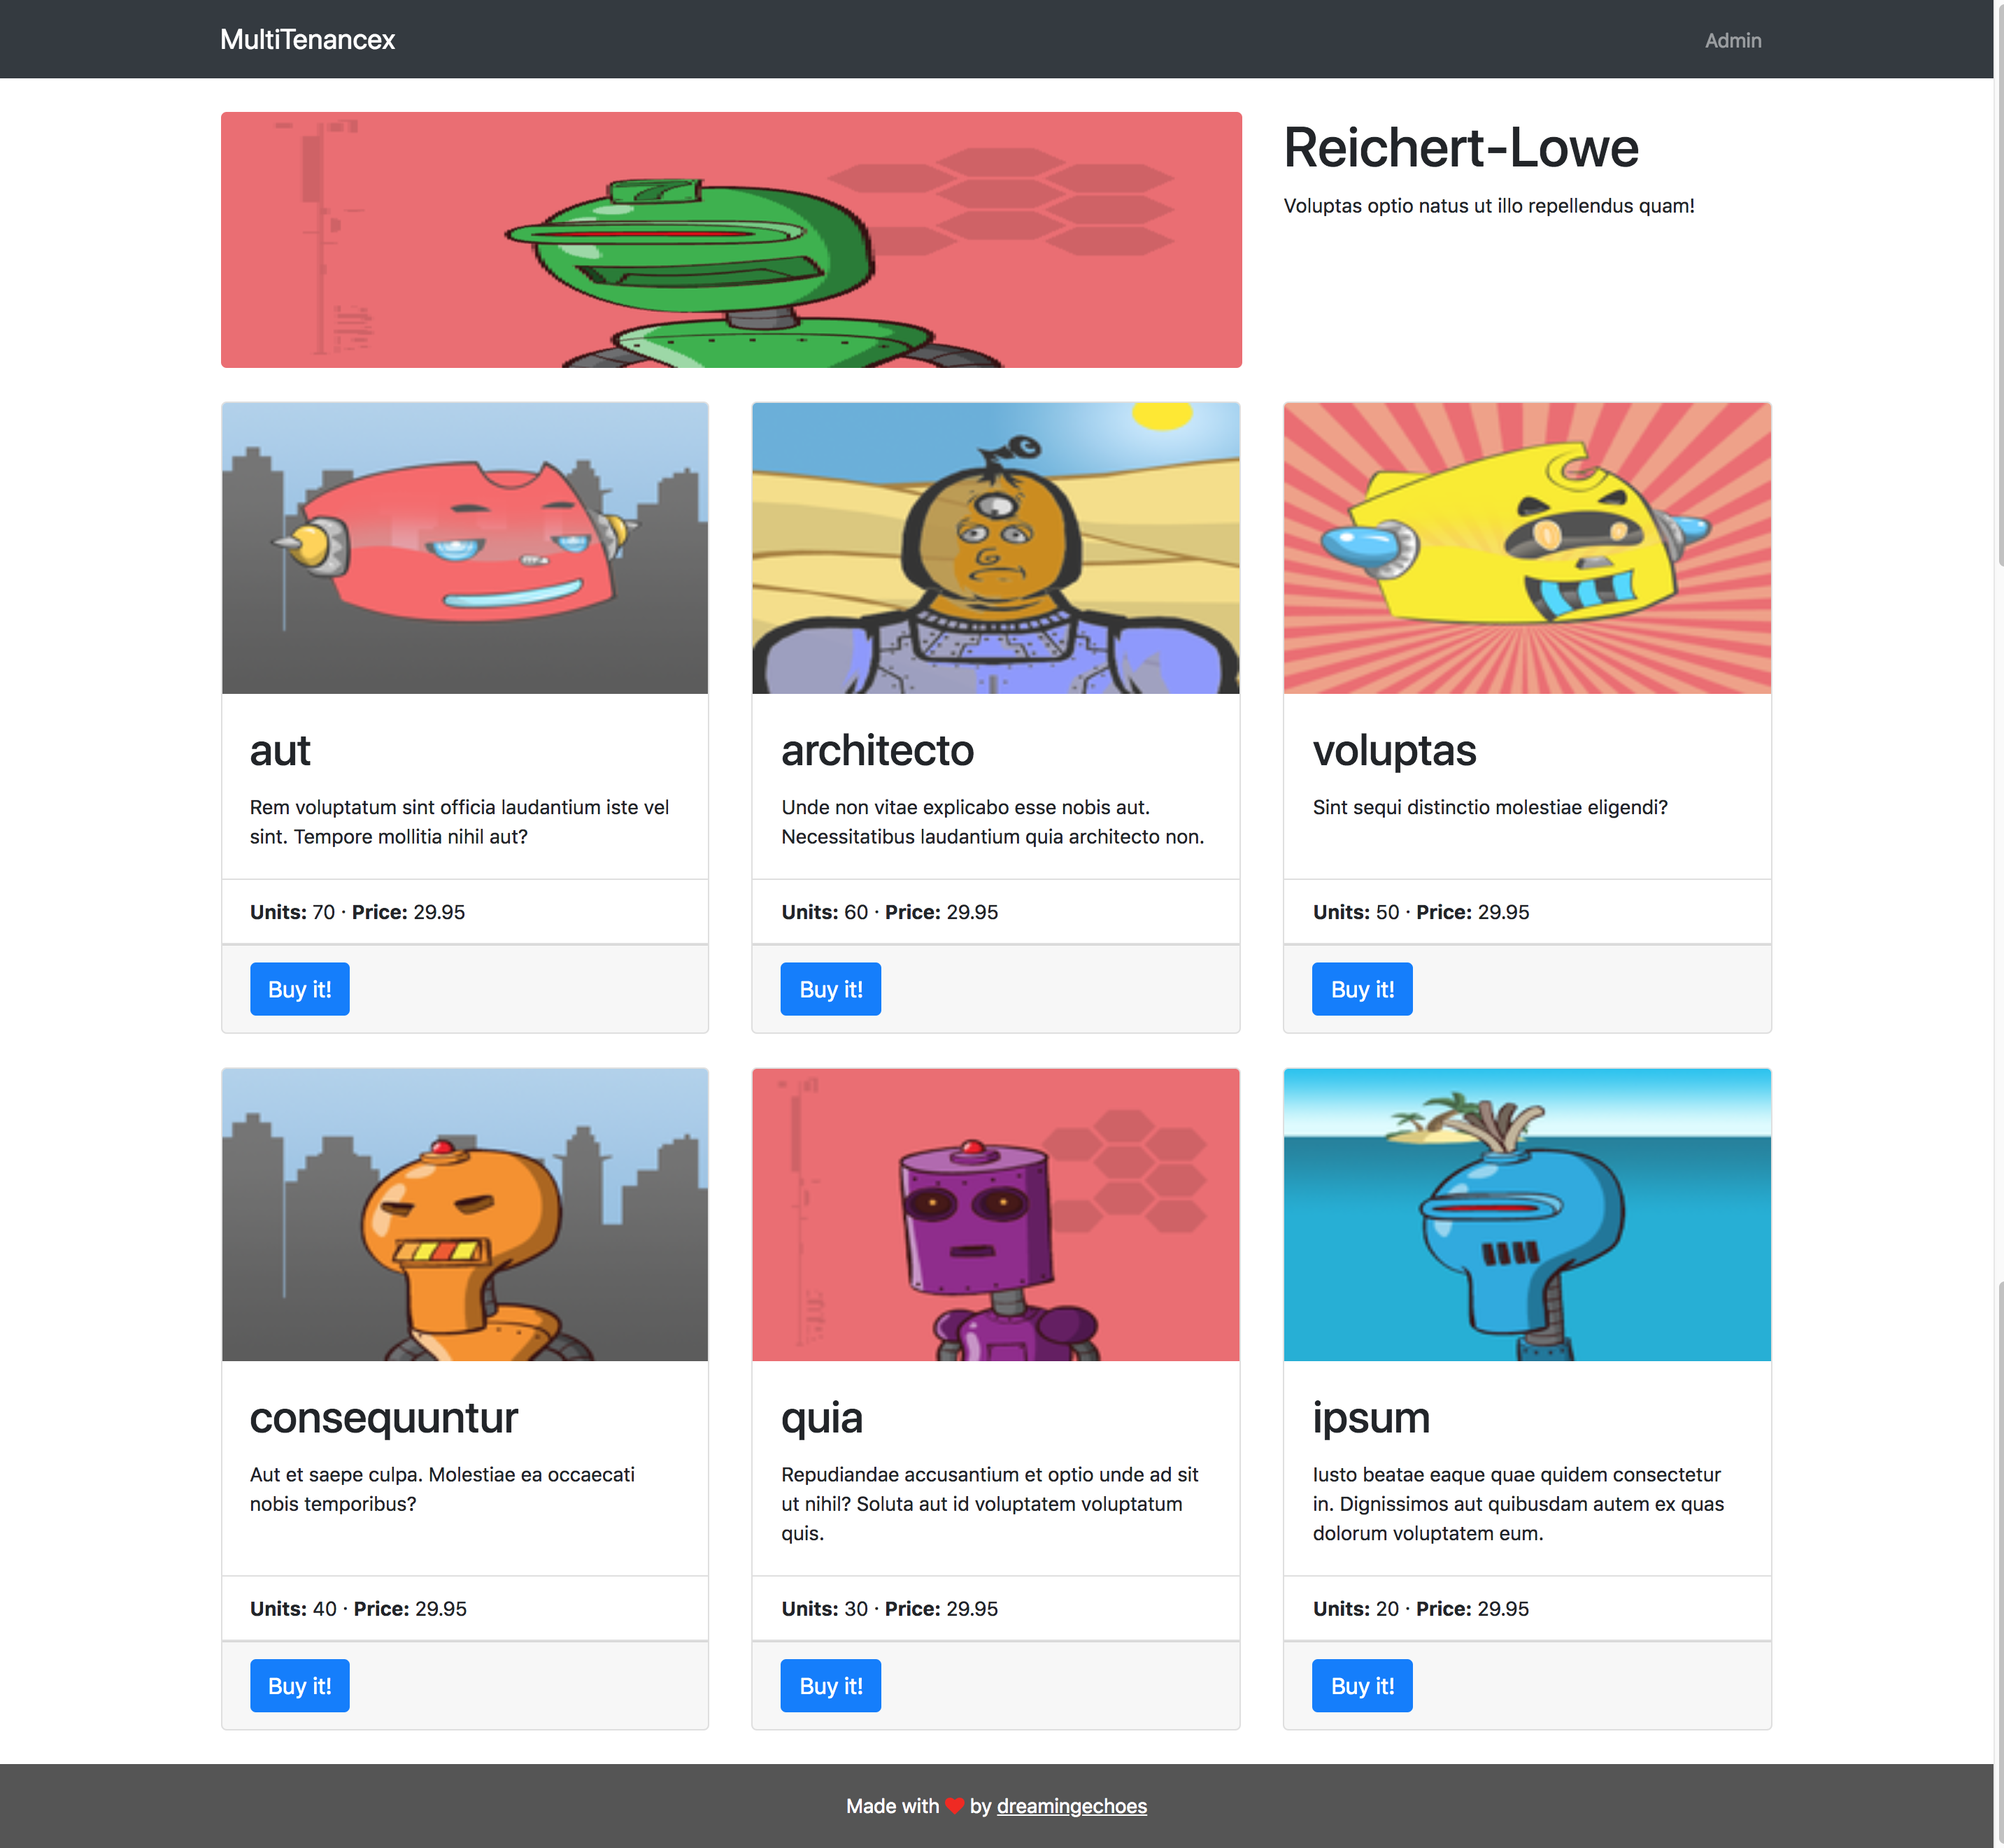 MultiTenancex
Admin
Reichert-Lowe
Voluptas optio natus ut illo repellendus quam!
aut
Rem voluptatum sint officia laudantium iste vel
sint. Tempore mollitia nihil aut?
Units: 70 · Price: 29.95
Buy it!
architecto
Unde non vitae explicabo esse nobis aut.
Necessitatibus laudantium quia architecto non.
Units: 60 · Price: 29.95
Buy it!
voluptas
Sint sequi distinctio molestiae eligendi?
Units: 50 · Price: 29.95
Buy it!
consequuntur
Aut et saepe culpa. Molestiae ea occaecati
nobis temporibus?
Units: 40 · Price: 29.95
Buy it!
quia
Repudiandae accusantium et optio unde ad sit
ut nihil? Soluta aut id voluptatem voluptatum
quis.
Units: 30 · Price: 29.95
Buy it!
ipsum
Iusto beatae eaque quae quidem consectetur
in. Dignissimos aut quibusdam autem ex quas
dolorum voluptatem eum.
Units: 20 · Price: 29.95
Buy it!
Made with ❤ by dreamingechoes